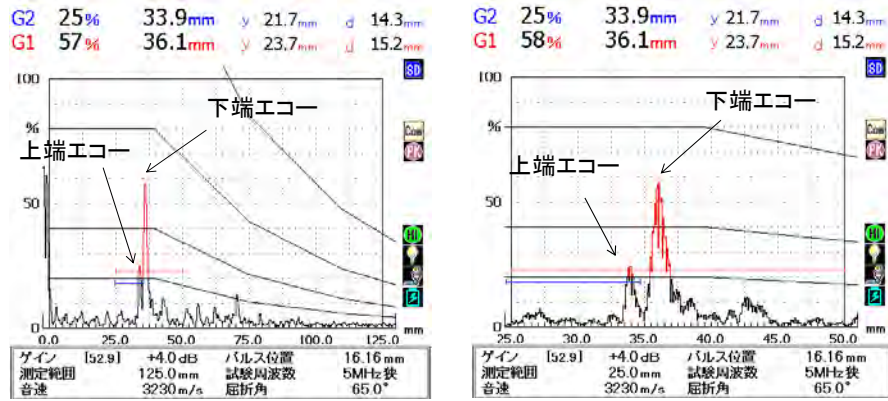 G2 25% 33.9mm y 21.7mm d 14.3mm
G1 57% 36.1mm y 23.7mm d 15.2mm
100
%
50
0
下端エコー
上端エコー
SD
Com
PK
HI
0.0 25.0 50.0 75.0 100.0 125.0 mm
ゲイン [52.9] +4.0dB パルス位置 16.16mm
測定範囲 125.0mm 試験周波数 5MHz狭
音速 3230m/s 屈折角 65.0°
G2 25% 33.9mm y 21.7mm d 14.3mm
G1 58% 36.1mm y 23.7mm d 15.2mm
100
%
50
0
下端エコー
上端エコー
SD
Com
PK
HI
25.0 30.0 35.0 40.0 45.0 50.0 mm
ゲイン [52.9] +4.0dB パルス位置 16.16mm
測定範囲 25.0mm 試験周波数 5MHz狭
音速 3230m/s 屈折角 65.0°